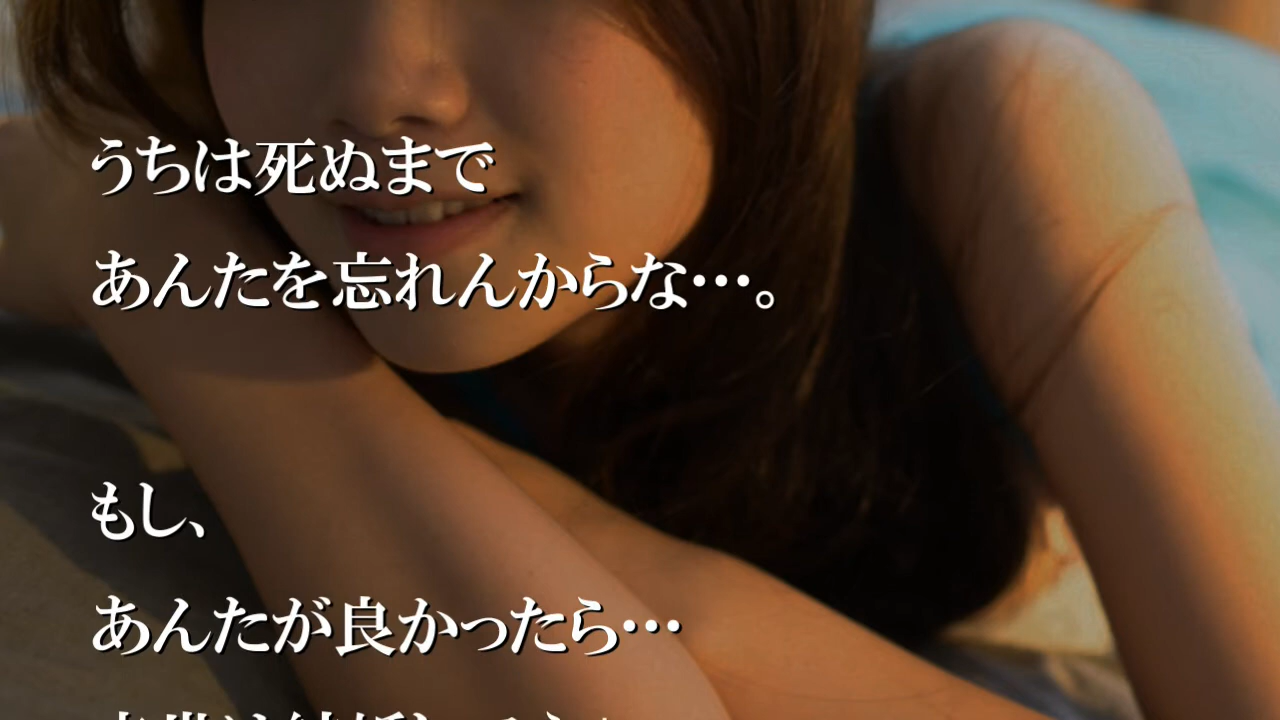 うちは死ぬまで
あんたを忘れんからな…。
もし、
あんたが良かったら…